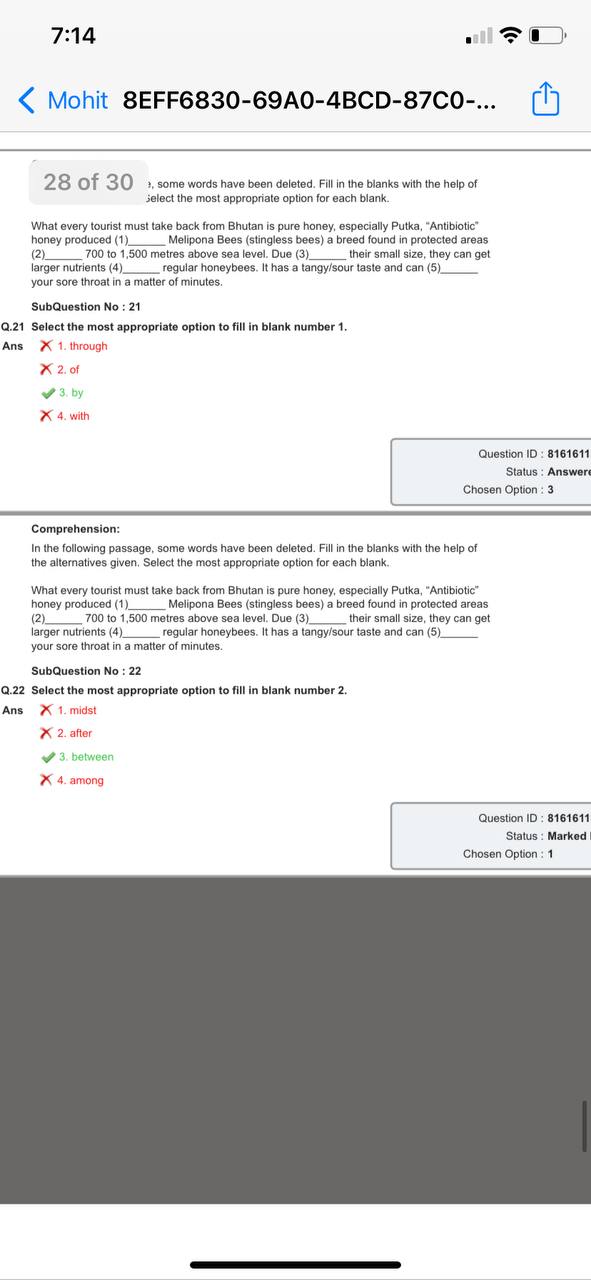 7:14
Mohit 8EFF6830-69A0-4BCD-87C0-...
28 of 30
, some words have been deleted. Fill in the blanks with the help of
Select the most appropriate option for each blank.
What every tourist must take back from Bhutan is pure honey, especially Putka, “Antibiotic”
honey produced (1)______ Melipona Bees (stingless bees) a breed found in protected areas
(2)______ 700 to 1,500 metres above sea level. Due (3)______ their small size, they can get
larger nutrients (4)______ regular honeybees. It has a tangy/sour taste and can (5)______
your sore throat in a matter of minutes.
SubQuestion No : 21
Q.21 Select the most appropriate option to fill in blank number 1.
Ans 1. through
2. of
3. by
4. with
Question ID : 8161611
Status : Answere
Chosen Option : 3
Comprehension:
In the following passage, some words have been deleted. Fill in the blanks with the help of
the alternatives given. Select the most appropriate option for each blank.
What every tourist must take back from Bhutan is pure honey, especially Putka, “Antibiotic”
honey produced (1)______ Melipona Bees (stingless bees) a breed found in protected areas
(2)______ 700 to 1,500 metres above sea level. Due (3)______ their small size, they can get
larger nutrients (4)______ regular honeybees. It has a tangy/sour taste and can (5)______
your sore throat in a matter of minutes.
SubQuestion No : 22
Q.22 Select the most appropriate option to fill in blank number 2.
Ans 1. midst
2. after
3. between
4. among
Question ID : 8161611
Status : Marked
Chosen Option : 1